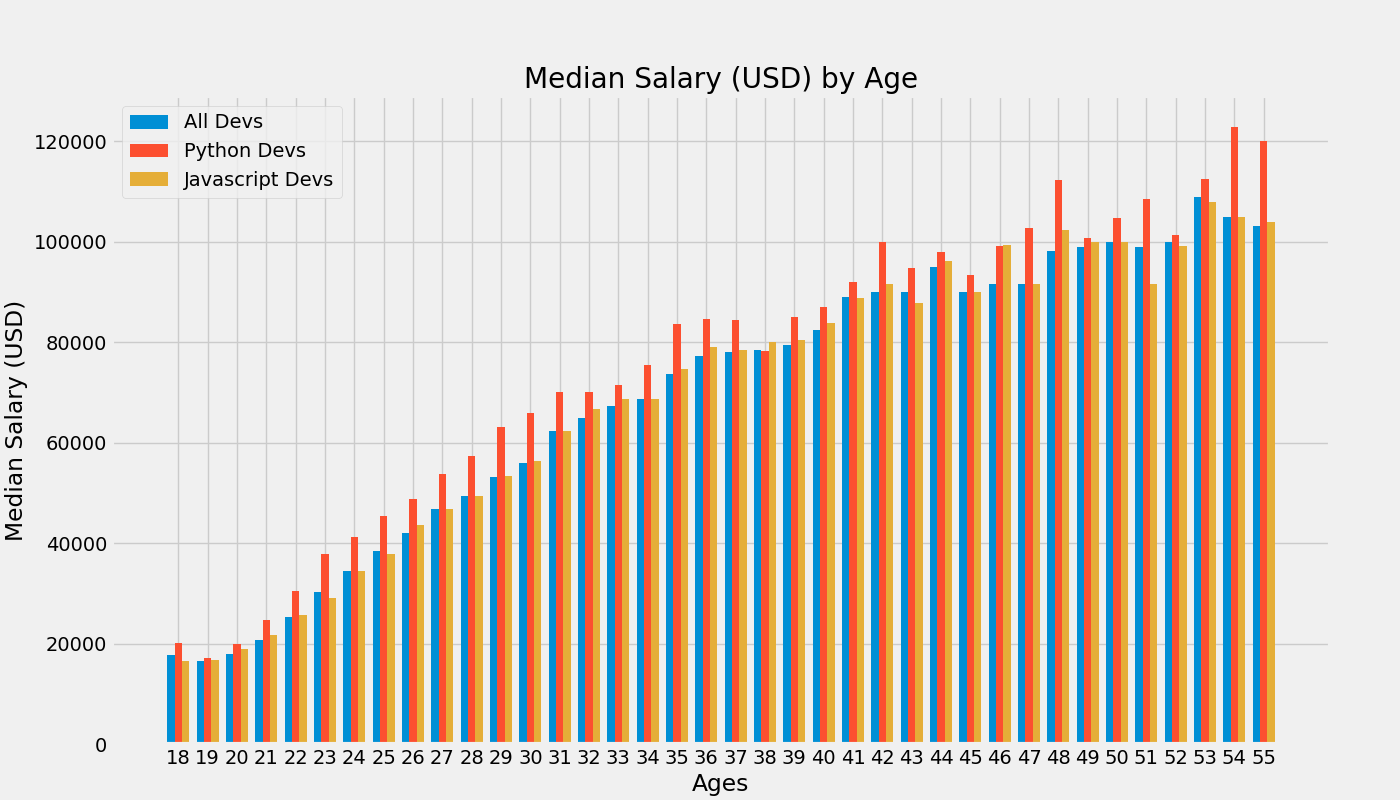 Median Salary (USD) by Age
All Devs
Python Devs
Javascript Devs
120000
100000
80000
60000
40000
20000
0
Median Salary (USD)
18 19 20 21 22 23 24 25 26 27 28 29 30 31 32 33 34 35 36 37 38 39 40 41 42 43 44 45 46 47 48 49 50 51 52 53 54 55
Ages